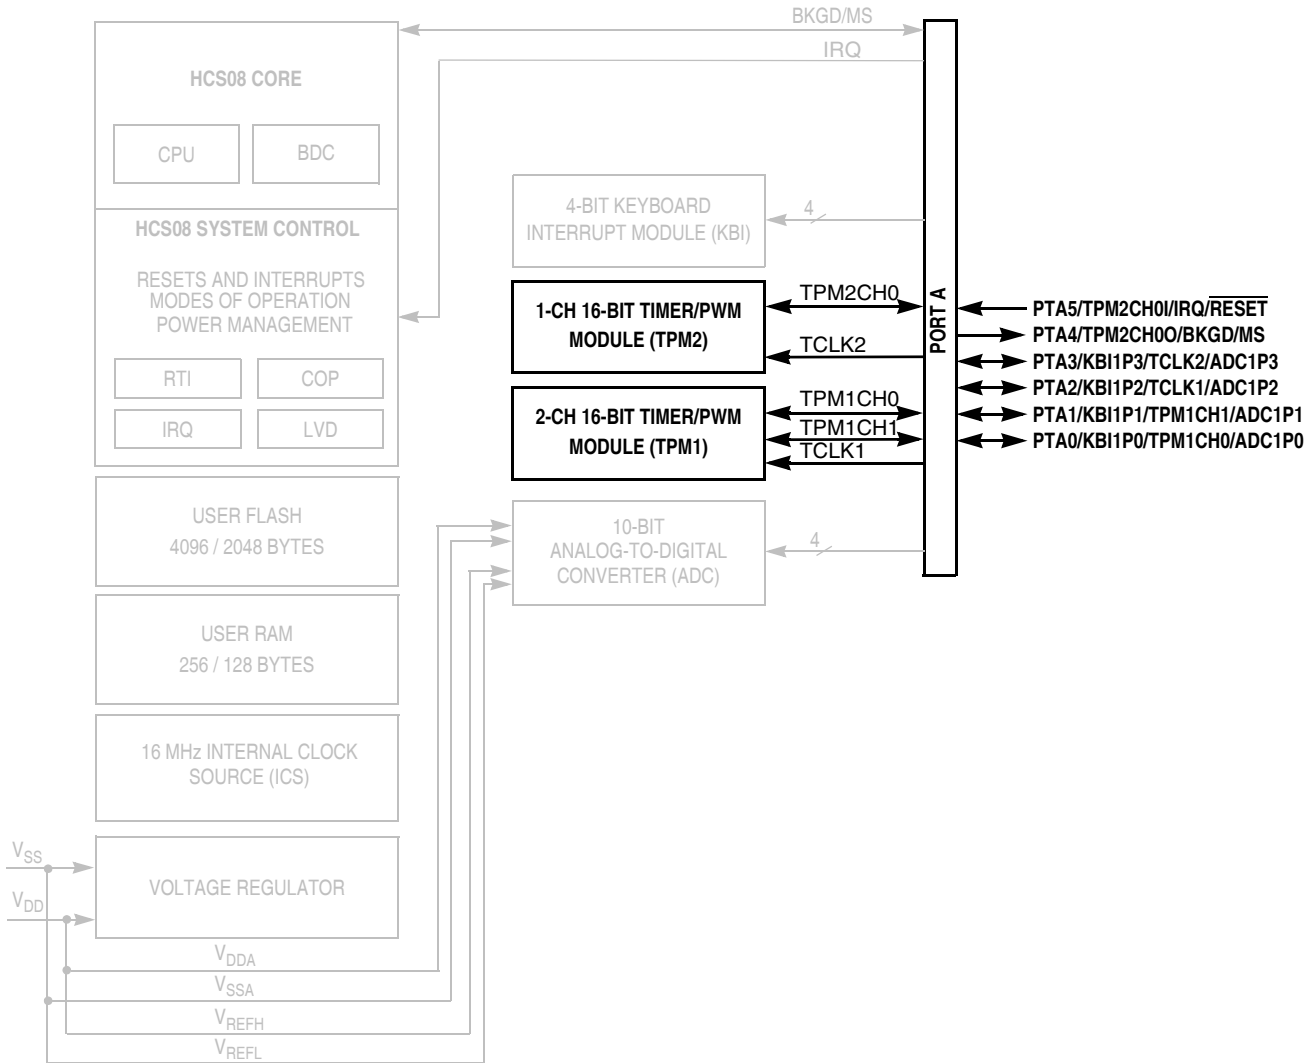 BKGD/MS
IRQ
HCS08 CORE
CPU
BDC
HCS08 SYSTEM CONTROL
RESETS AND INTERRUPTS
MODES OF OPERATION
POWER MANAGEMENT
RTI
COP
IRQ
LVD
USER FLASH
4096 / 2048 BYTES
USER RAM
256 / 128 BYTES
16 MHz INTERNAL CLOCK
SOURCE (ICS)
VOLTAGE REGULATOR
VSS
VDD
VDDA
VSSA
VREFH
VREFL
4-BIT KEYBOARD
INTERRUPT MODULE (KBI)
4
1-CH 16-BIT TIMER/PWM
MODULE (TPM2)
TPM2CH0
TCLK2
2-CH 16-BIT TIMER/PWM
MODULE (TPM1)
TPM1CH0
TPM1CH1
TCLK1
10-BIT
ANALOG-TO-DIGITAL
CONVERTER (ADC)
4
PORT A
PTA5/TPM2CH0I/IRQ/RESET
PTA4/TPM2CH0O/BKGD/MS
PTA3/KBI1P3/TCLK2/ADC1P3
PTA2/KBI1P2/TCLK1/ADC1P2
PTA1/KBI1P1/TPM1CH1/ADC1P1
PTA0/KBI1P0/TPM1CH0/ADC1P0